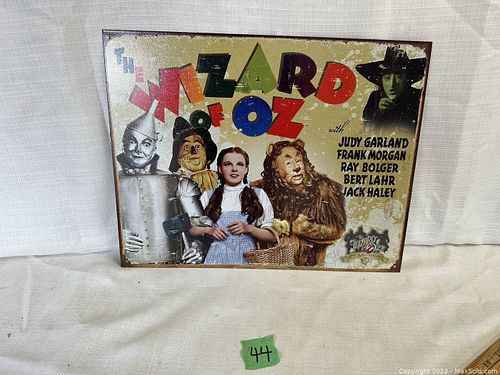 THE
WIZARD
OF OZ
with
JUDY GARLAND
FRANK MORGAN
RAY BOLGER
BERT LAHR
JACK HALEY
44
Copyright 2023 - MaxSold.com